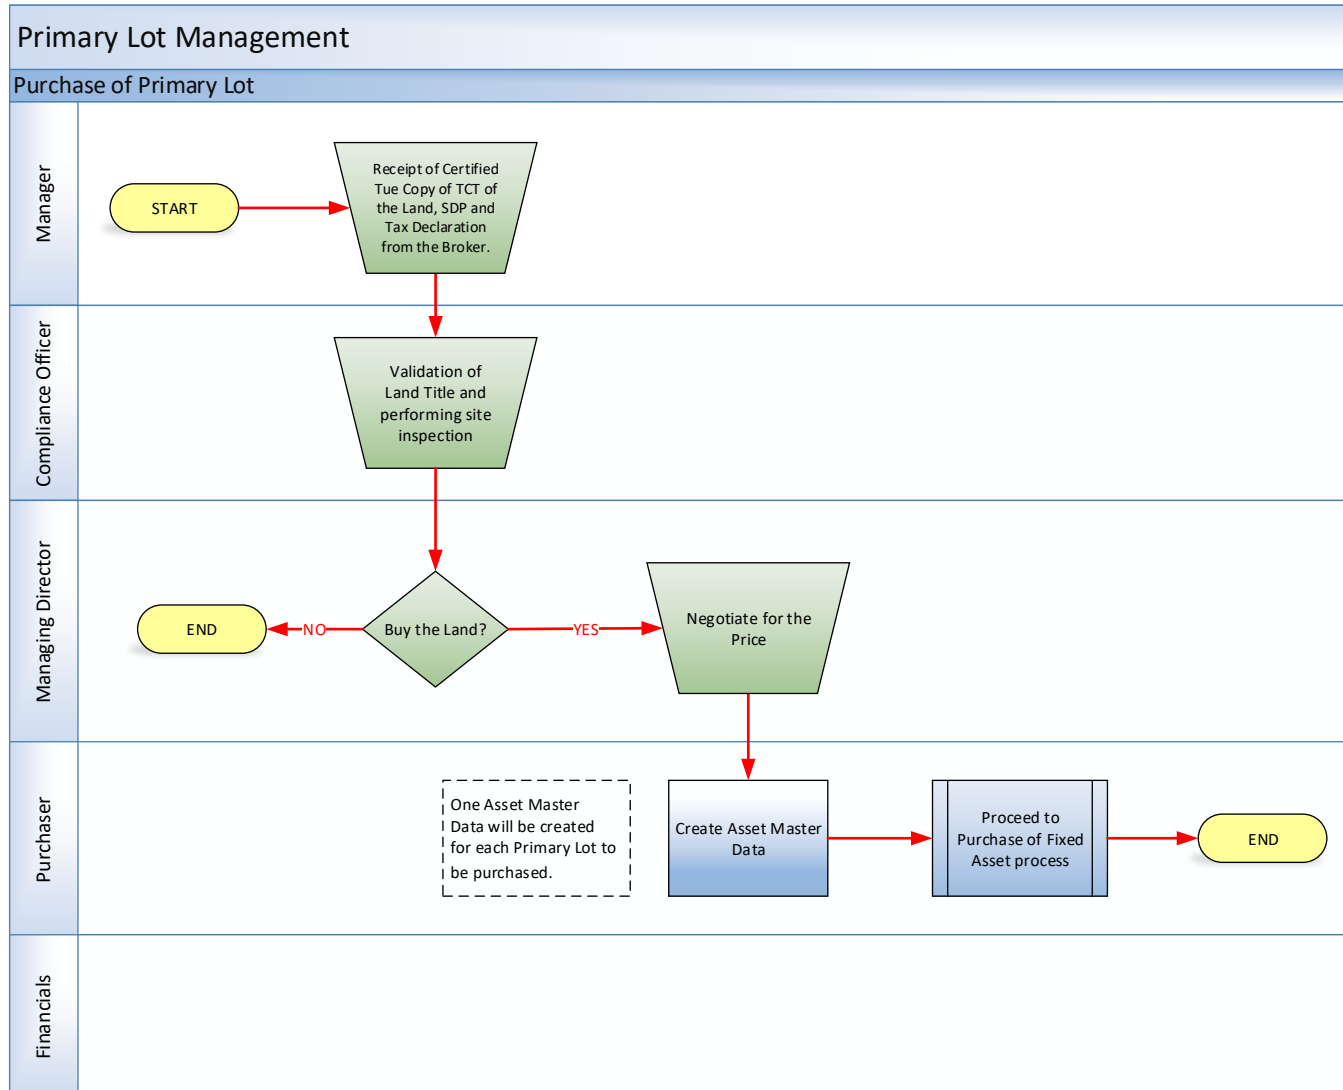 Primary Lot Management
Purchase of Primary Lot
Manager
START
Receipt of Certified
Tue Copy of TCT of
the Land, SDP and
Tax Declaration
from the Broker.
Compliance Officer
Validation of
Land Title and
performing site
inspection
Managing Director
END
NO
Buy the Land?
YES
Negotiate for the
Price
Purchaser
One Asset Master
Data will be created
for each Primary Lot to
be purchased.
Create Asset Master
Data
Proceed to
Purchase of Fixed
Asset process
END
Financials